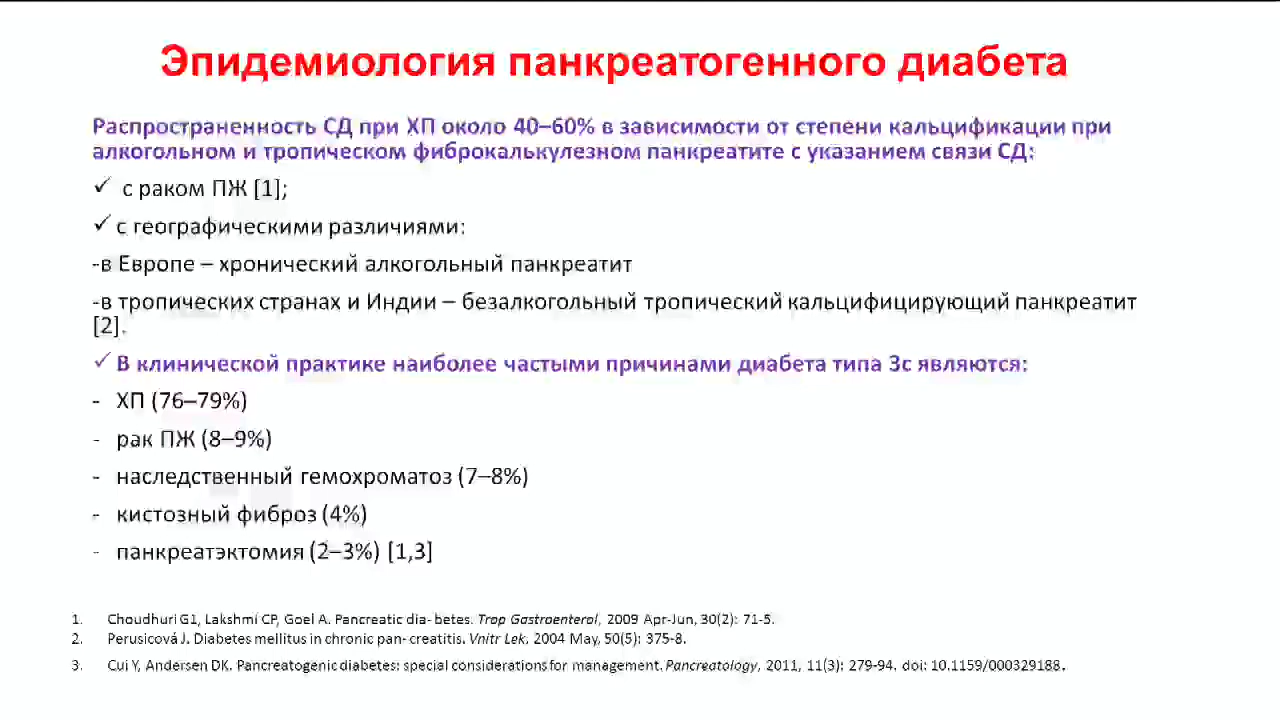 Эпидемиология панкреатогенного диабета
Распространенность СД при ХП около 40–60% в зависимости от степени кальцификации при
алкогольном и тропическом фиброкалькулезном панкреатите с указанием связи СД:
✓ с раком ПЖ [1];
✓ с географическими различиями:
-в Европе – хронический алкогольный панкреатит
-в тропических странах и Индии – безалкогольный тропический кальцифицирующий панкреатит
[2].
✓ В клинической практике наиболее частыми причинами диабета типа 3с являются:
- ХП (76–79%)
- рак ПЖ (8–9%)
- наследственный гемохроматоз (7–8%)
- кистозный фиброз (4%)
- панкреатэктомия (2–3%) [1,3]
1. Choudhuri G1, Lakshmi CP, Goel A. Pancreatic dia- betes. Trop Gastroenterol, 2009 Apr-Jun, 30(2): 71-5.
2. Perusicová J. Diabetes mellitus in chronic pan- creatitis. Vnitr Lek, 2004 May, 50(5): 375-8.
3. Cui Y, Andersen DK. Pancreatogenic diabetes: special considerations for management. Pancreatology, 2011, 11(3): 279-94. doi: 10.1159/000329188.